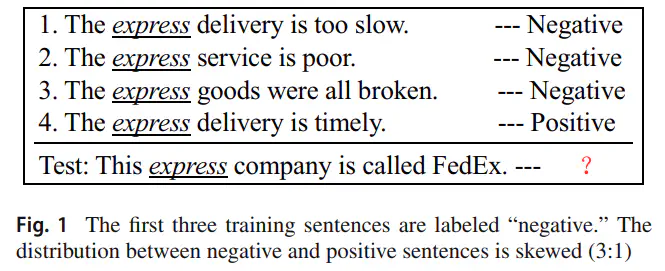 1. The express delivery is too slow. --- Negative
2. The express service is poor. --- Negative
3. The express goods were all broken. --- Negative
4. The express delivery is timely. --- Positive
Test: This express company is called FedEx. --- ?
Fig. 1 The first three training sentences are labeled “negative.” The
distribution between negative and positive sentences is skewed (3:1)